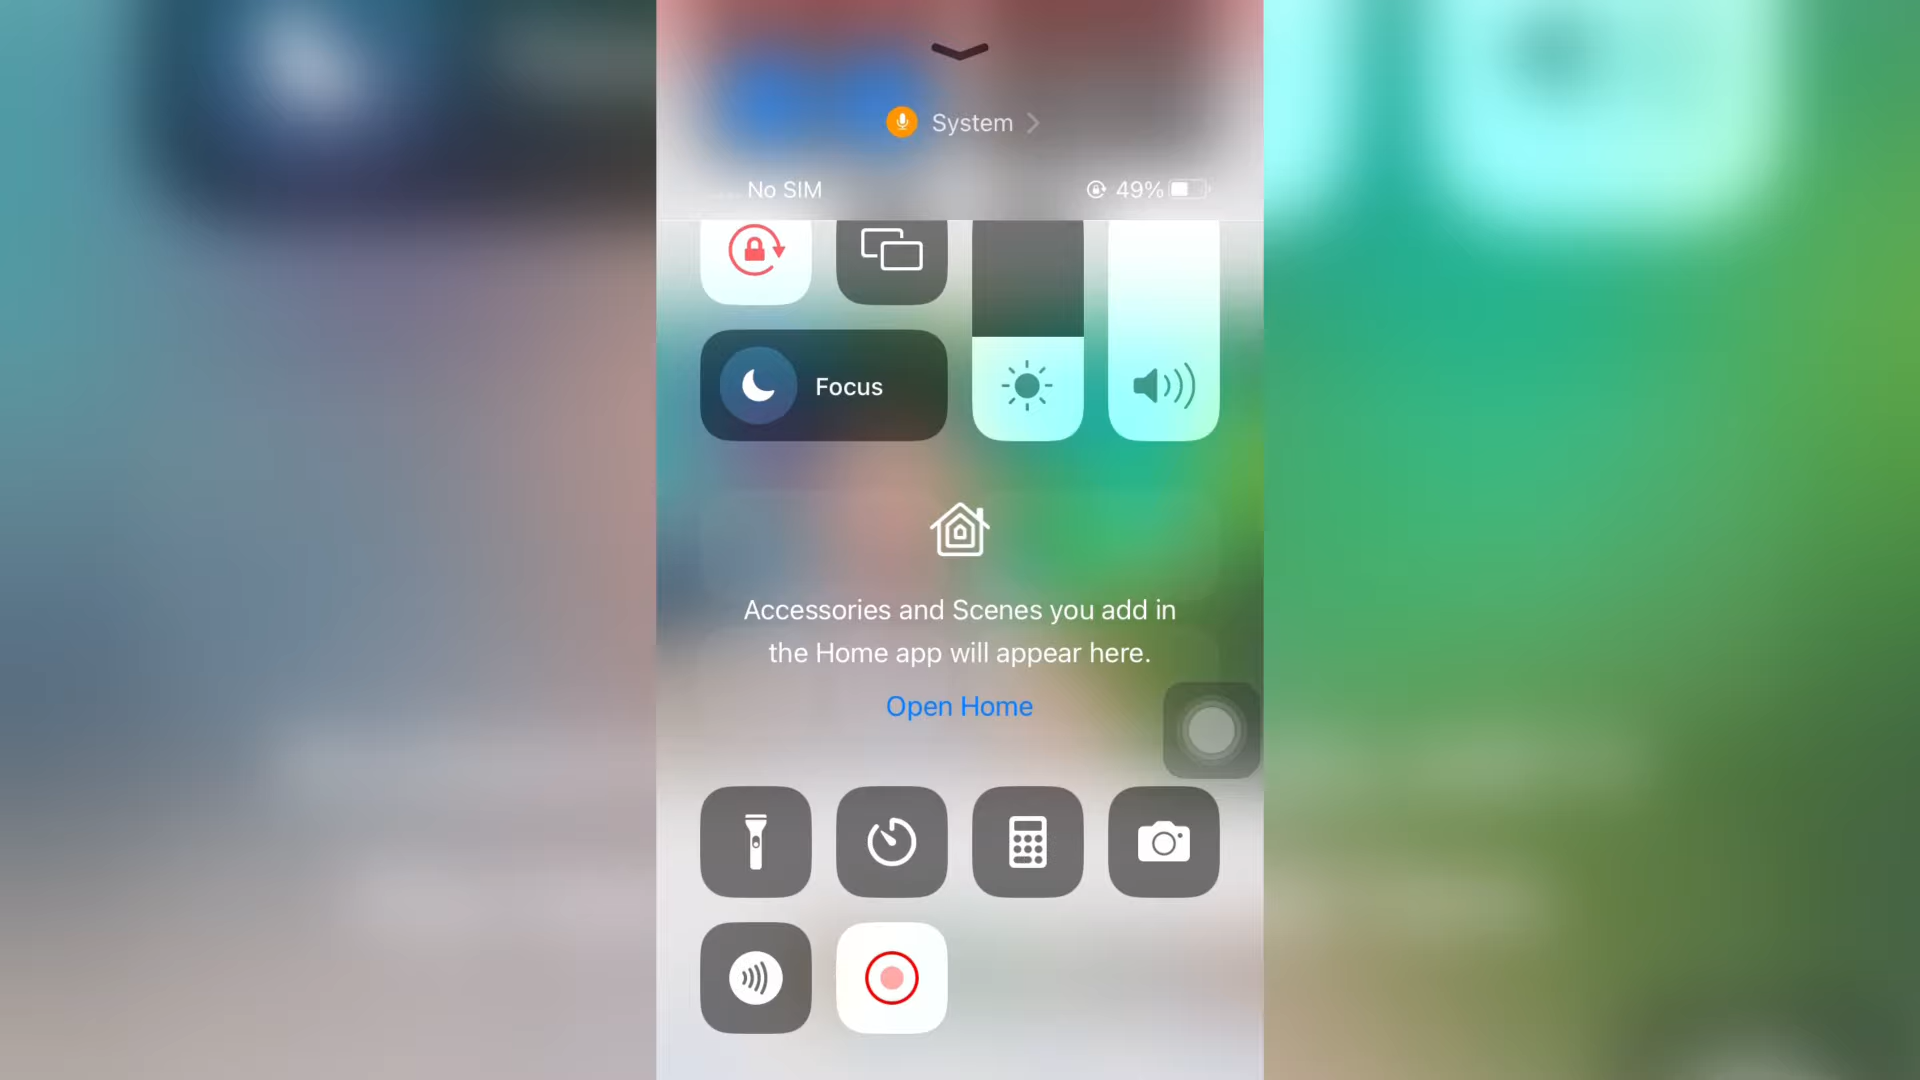 System
No SIM
49%
Focus
Accessories and Scenes you add in
the Home app will appear here.
Open Home